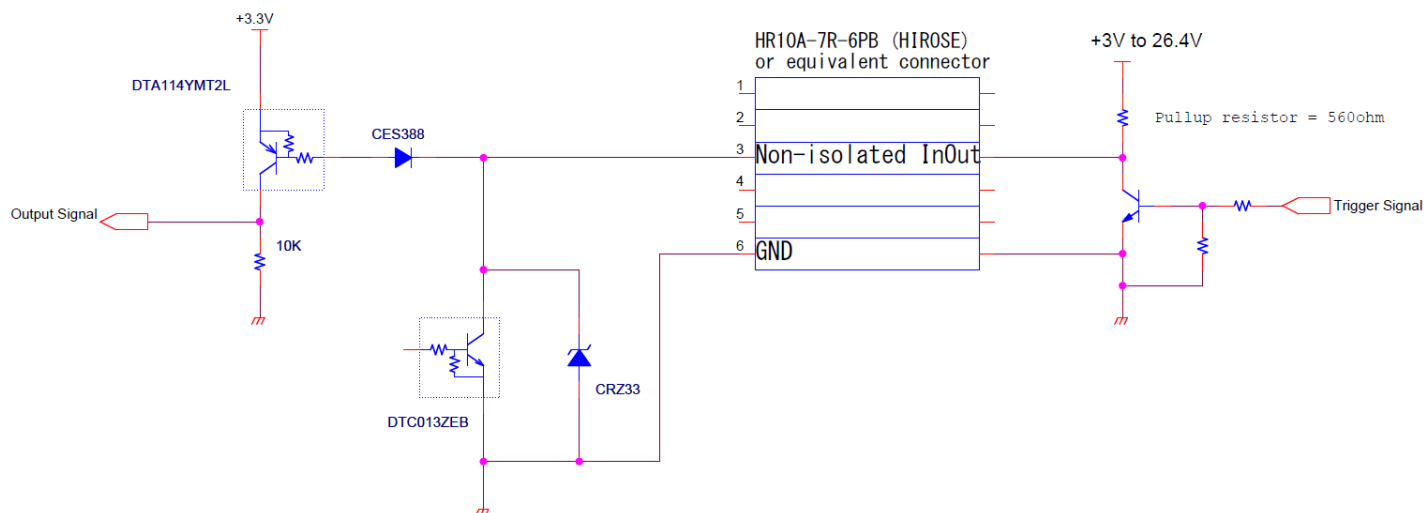 +3.3V
DTA114YMT2L
CES388
Output Signal
10K
DTC013ZEB
CRZ33
HR10A-7R-6PB (HIROSE)
or equivalent connector
1
2
3
Non-isolated InOut
4
5
6
GND
+3V to 26.4V
Pullup resistor = 560ohm
Trigger Signal